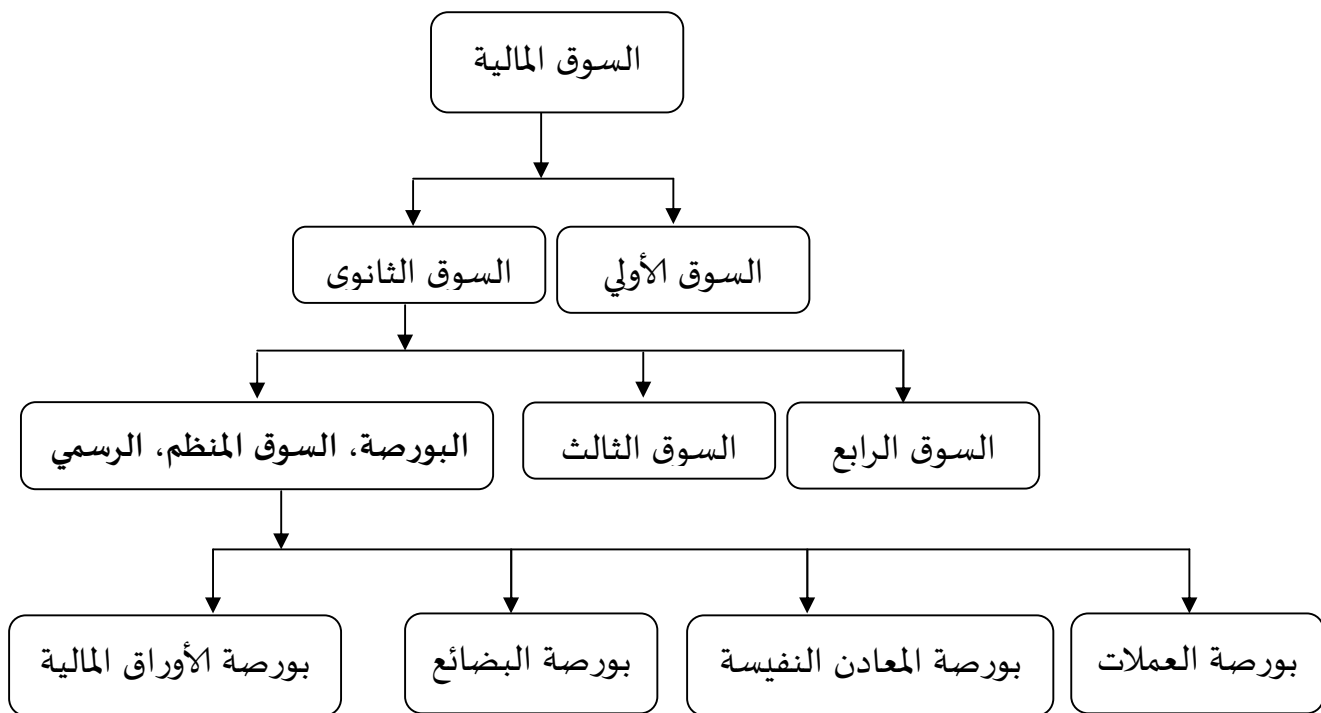 السوق المالية
السوق الأولي
السوق الثانوى
السوق الرابع
السوق الثالث
البورصة، السوق المنظم، الرسمي
بورصة العملات
بورصة المعادن النفيسة
بورصة البضائع
بورصة الأوراق المالية